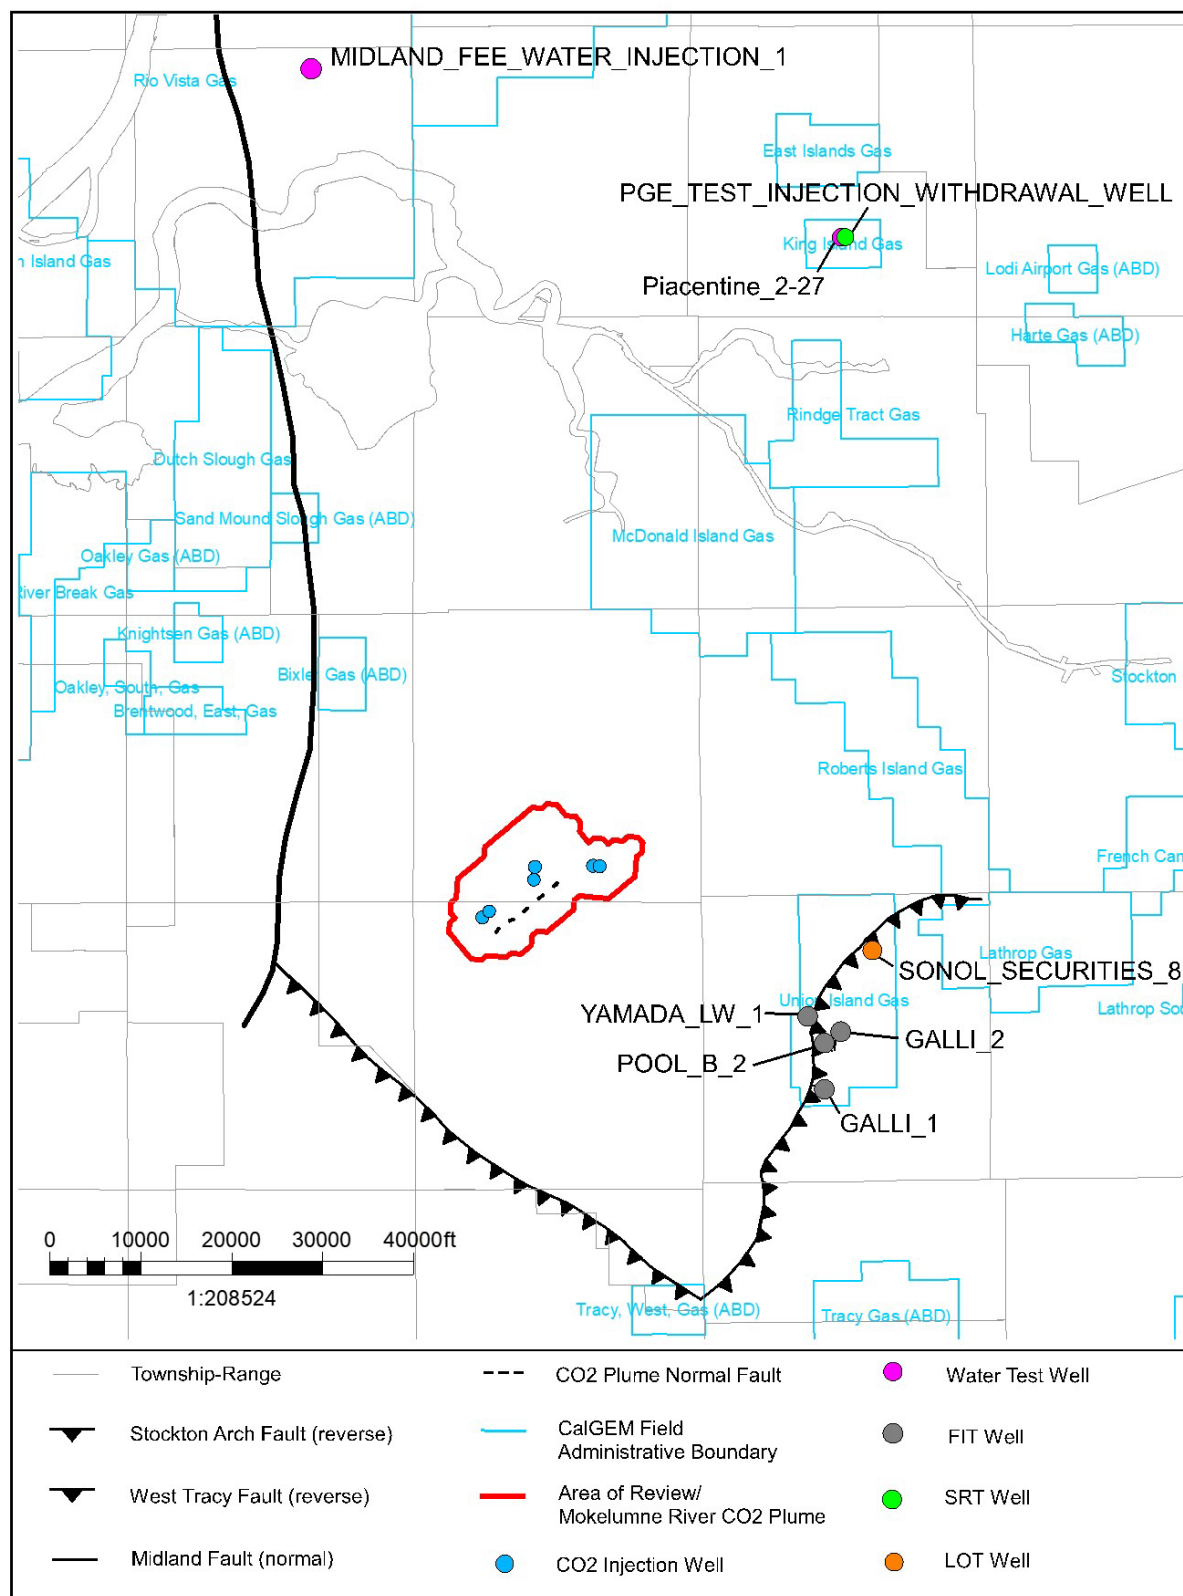 MIDLAND_FEE_WATER_INJECTION_1
Rio Vista Gas
East Islands Gas
PGE_TEST_INJECTION_WITHDRAWAL_WELL
King Island Gas
n Island Gas
Lodi Airport Gas (ABD)
Piacentine_2-27
Harte Gas (ABD)
Rindge Tract Gas
Dutch Slough Gas
Sand Mound Slough Gas (ABD)
McDonald Island Gas
Oakley Gas (ABD)
River Break Gas
Knightsen Gas (ABD)
Bixler Gas (ABD)
Stockton
Oakley, South, Gas
Brentwood, East, Gas
Roberts Island Gas
French Can
Lathrop Gas
SONOL_SECURITIES_8
Union Island Gas
Lathrop Sou
YAMADA_LW_1
GALLI_2
POOL_B_2
GALLI_1
0 10000 20000 30000 40000ft
1:208524
Tracy, West, Gas (ABD)
Tracy Gas (ABD)
Township-Range
CO2 Plume Normal Fault
Water Test Well
Stockton Arch Fault (reverse)
CalGEM Field
Administrative Boundary
FIT Well
West Tracy Fault (reverse)
Area of Review/
Mokelumne River CO2 Plume
SRT Well
Midland Fault (normal)
CO2 Injection Well
LOT Well